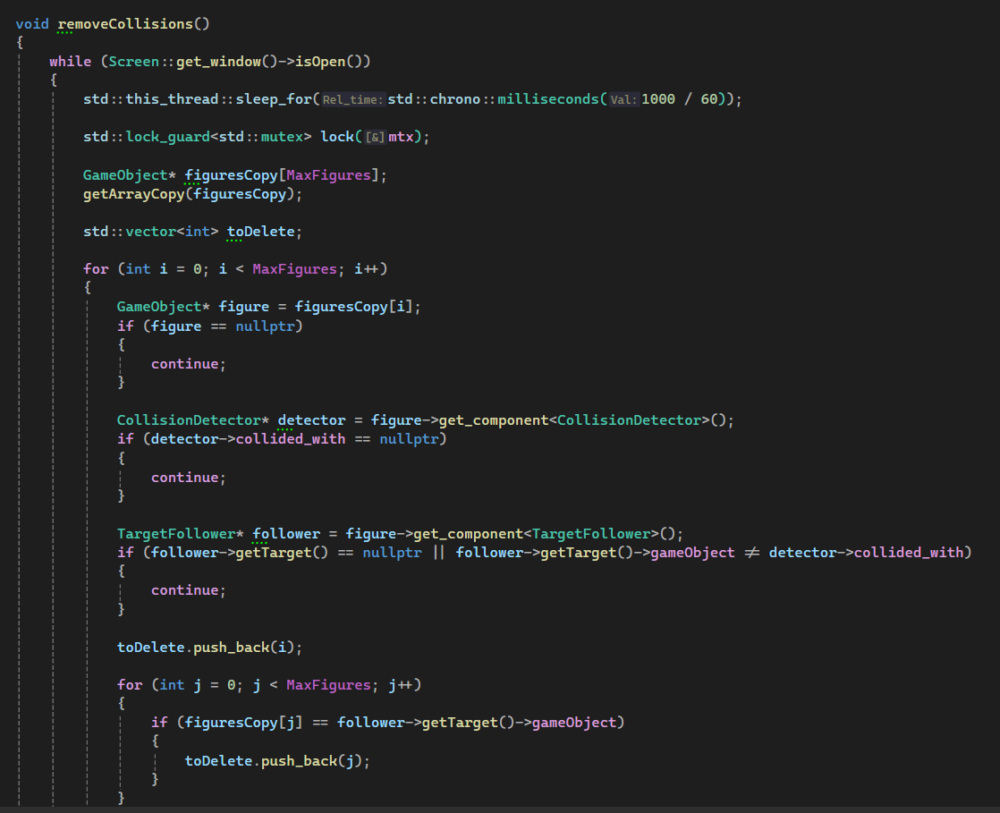 void removeCollisions()
{
    while (Screen::get_window()->isOpen())
    {
        std::this_thread::sleep_for(Rel_time:std::chrono::milliseconds(Val:1000 / 60));

        std::lock_guard<std::mutex> lock([&]mtx);

        GameObject* figuresCopy[MaxFigures];
        getArrayCopy(figuresCopy);

        std::vector<int> toDelete;

        for (int i = 0; i < MaxFigures; i++)
        {
            GameObject* figure = figuresCopy[i];
            if (figure == nullptr)
            {
                continue;
            }

            CollisionDetector* detector = figure->get_component<CollisionDetector>();
            if (detector->collided_with == nullptr)
            {
                continue;
            }

            TargetFollower* follower = figure->get_component<TargetFollower>();
            if (follower->getTarget() == nullptr || follower->getTarget()->gameObject != detector->collided_with)
            {
                continue;
            }

            toDelete.push_back(i);

            for (int j = 0; j < MaxFigures; j++)
            {
                if (figuresCopy[j] == follower->getTarget()->gameObject)
                {
                    toDelete.push_back(j);
                }
            }